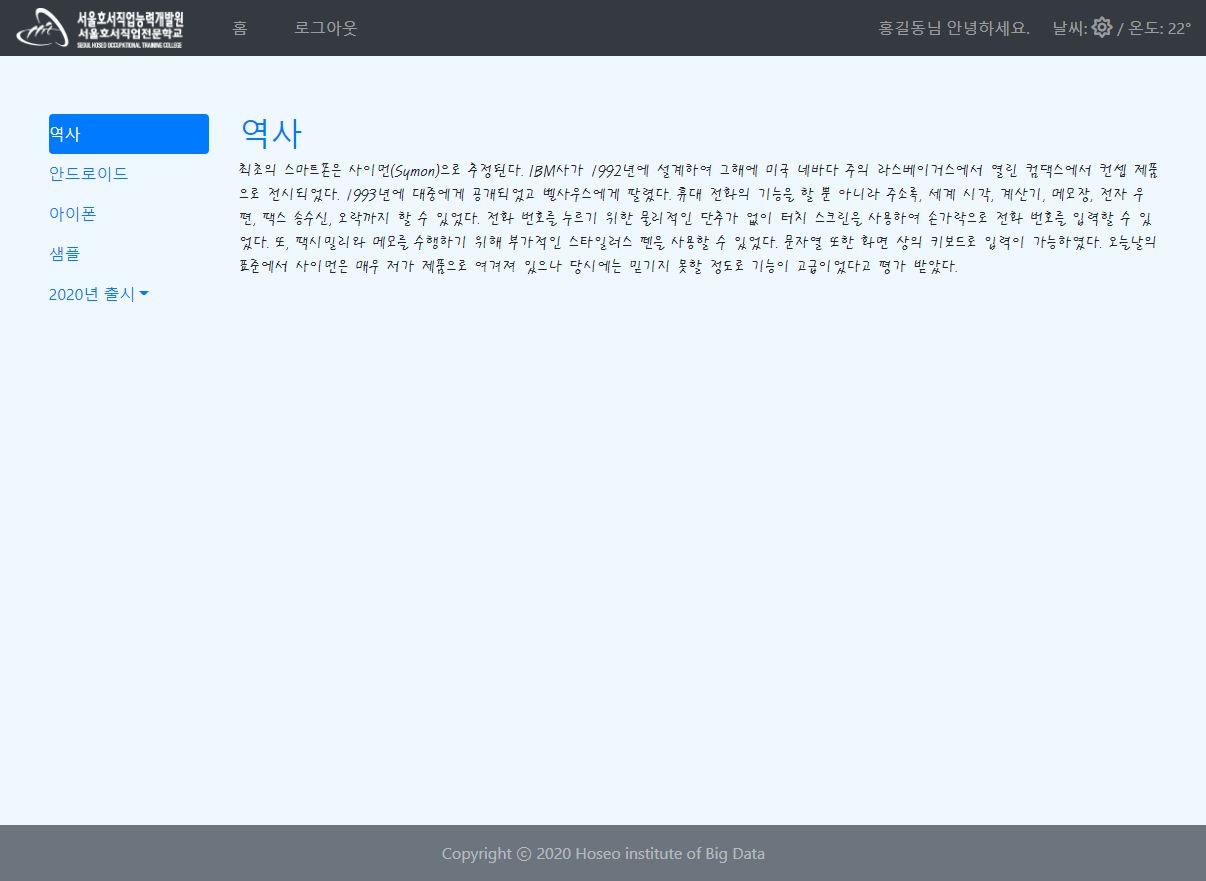 서울호서직업능력개발원
서울호서직업전문학교
SEOUL HOSEO OCCUPATIONAL TRAINING COLLEGE
홈 로그아웃 홍길동님 안녕하세요. 날씨: / 온도: 22°
역사
안드로이드
아이폰
샘플
2020년 출시
역사
최초의 스마트폰은 사이먼(Symon)으로 추정된다. IBM사가 1992년에 설계하여 그해에 미국 네바다 주의 라스베이거스에서 열린 컴댁스에서 컨셉 제품
으로 전시되었다. 1993년에 대중에게 공개되었고 벨사우스에게 팔렸다. 휴대 전화의 기능을 할 뿐 아니라 주소록, 세계 시각, 계산기, 메모장, 전자 우
편, 팩스 송수신, 오락까지 할 수 있었다. 전화 번호를 누르기 위한 물리적인 단추가 없이 터치 스크린을 사용하여 손가락으로 전화 번호를 입력할 수 있
었다. 또, 팩시밀리와 메모를 수행하기 위해 부가적인 스타일러스 펜을 사용할 수 있었다. 문자열 또한 화면 상의 키보드로 입력이 가능하였다. 오늘날의
표준에서 사이먼은 매우 저가 제품으로 여겨져 있으나 당시에는 믿기지 못할 정도로 기능이 고급이었다고 평가 받았다.
Copyright ⓒ 2020 Hoseo institute of Big Data